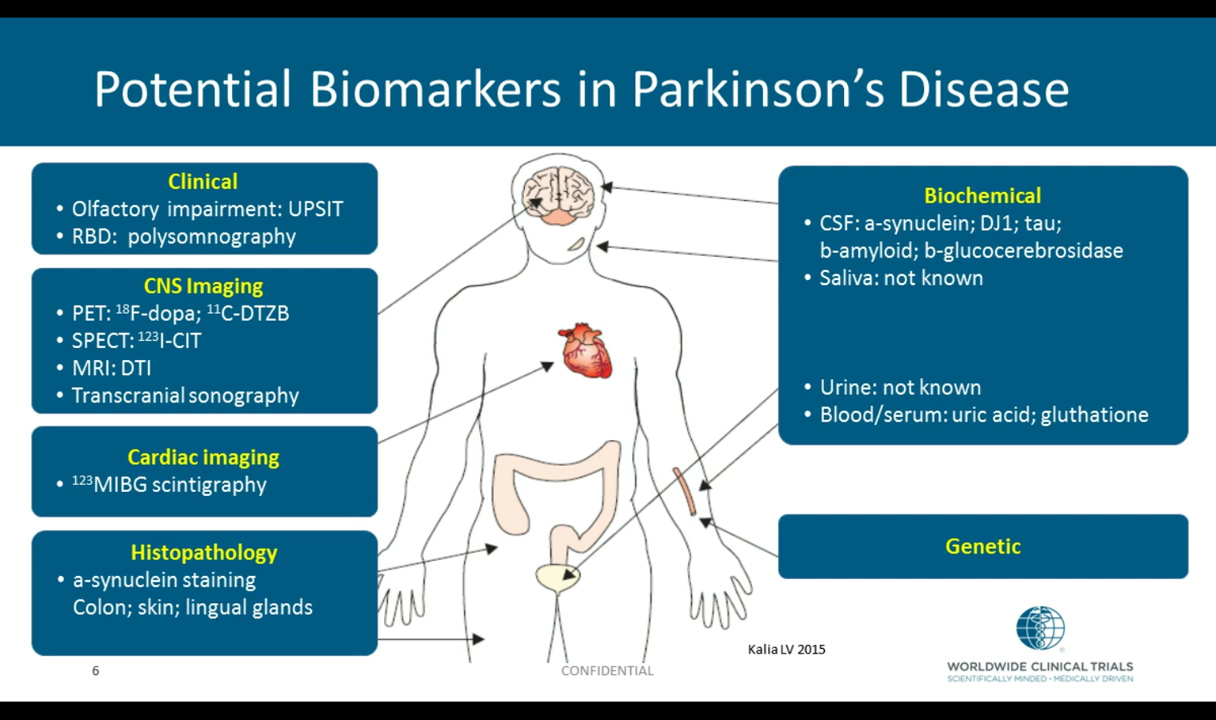 Potential Biomarkers in Parkinson's Disease
Clinical
• Olfactory impairment: UPSIT
• RBD: polysomnography
CNS Imaging
• PET: ¹⁸F-dopa; ¹¹C-DTZB
• SPECT: ¹²³I-CIT
• MRI: DTI
• Transcranial sonography
Cardiac imaging
• ¹²³MIBG scintigraphy
Histopathology
• a-synuclein staining
Colon; skin; lingual glands
Biochemical
• CSF: a-synuclein; DJ1; tau;
b-amyloid; b-glucocerebrosidase
• Saliva: not known
• Urine: not known
• Blood/serum: uric acid; gluthatione
Genetic
Kalia LV 2015
6
CONFIDENTIAL
WORLDWIDE CLINICAL TRIALS
SCIENTIFICALLY MINDED • MEDICALLY DRIVEN